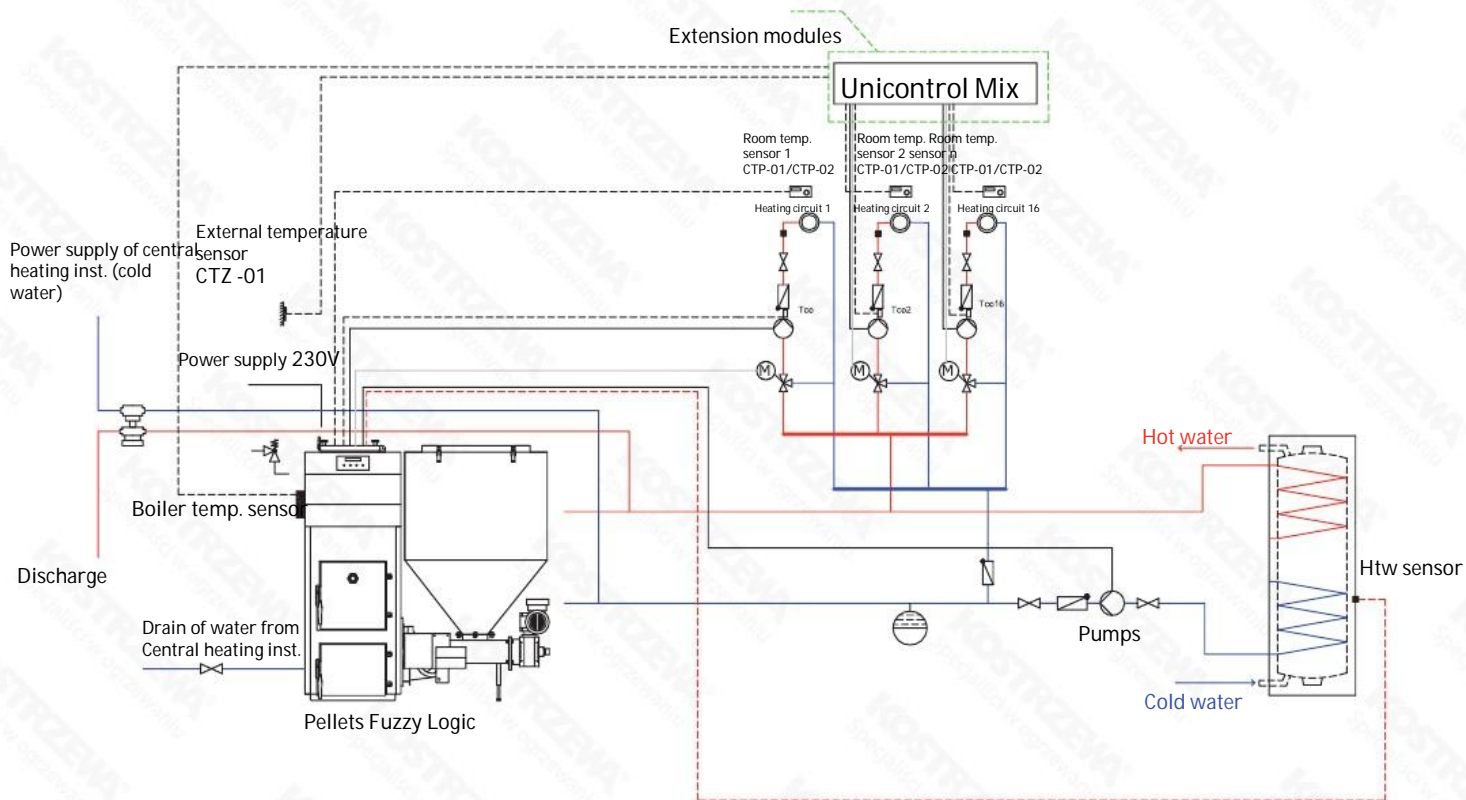 Extension modules
Unicontrol Mix
Room temp.
sensor 1
CTP-01/CTP-02
Room temp. Room temp.
sensor 2 sensor n
CTP-01/CTP-02 CTP-01/CTP-02
Heating circuit 1
Heating circuit 2
Heating circuit 16
External temperature
sensor
CTZ -01
Power supply of central
heating inst. (cold
water)
Tco
Tco2
Tco16
Power supply 230V
M
M
M
Hot water
Boiler temp. sensor
Discharge
Htw sensor
Drain of water from
Central heating inst.
Pumps
Cold water
Pellets Fuzzy Logic
KOSTRZEWA®
Specjaliści w ogrzewaniu